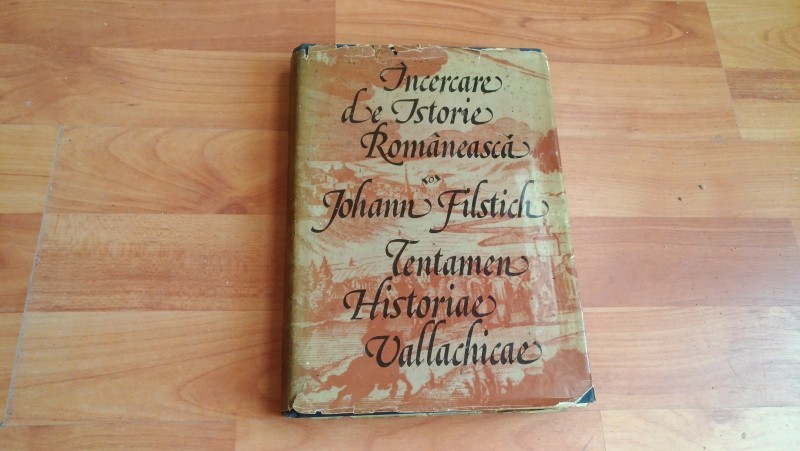 Încercare
de Istorie
Românească
Johann Filstich
Tentamen
Historiae
Vallachicae